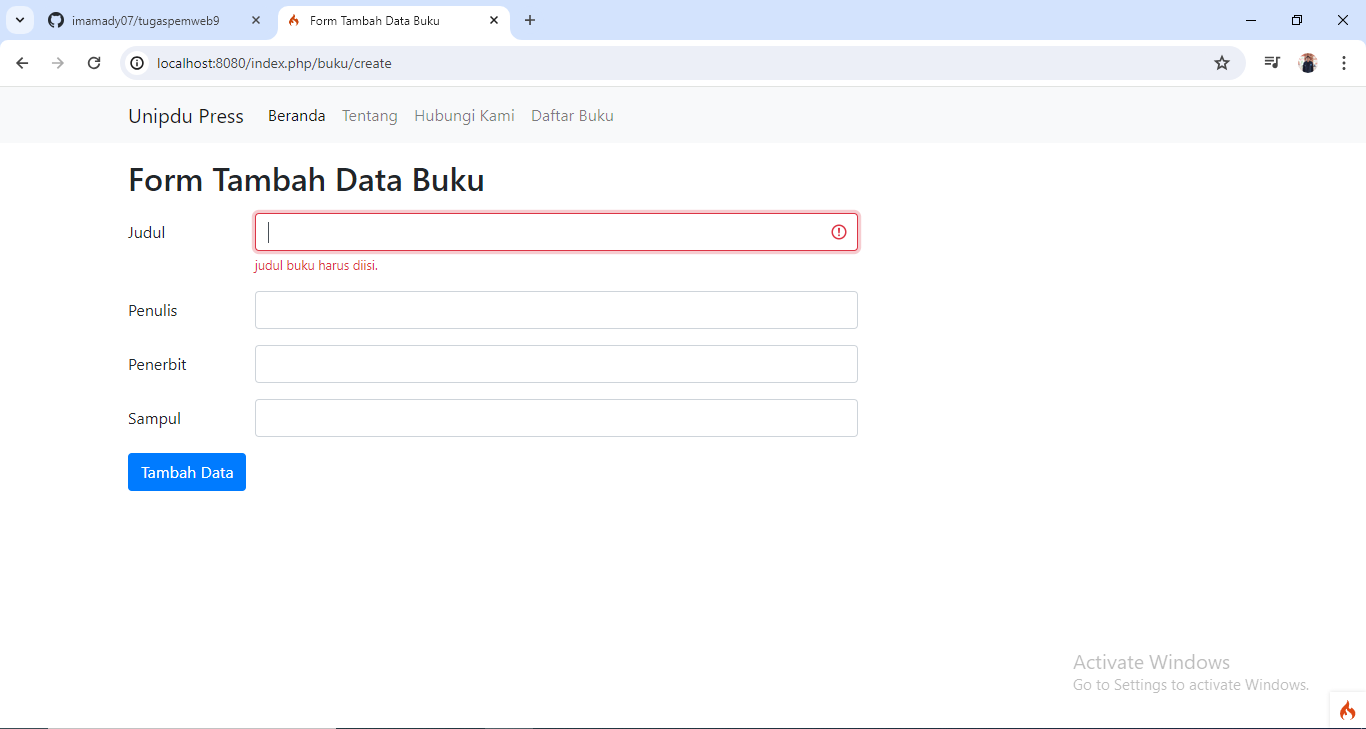 imamady07/tugaspemweb9
Form Tambah Data Buku
localhost:8080/index.php/buku/create
Unipdu Press Beranda Tentang Hubungi Kami Daftar Buku
Form Tambah Data Buku
Judul
judul buku harus diisi.
Penulis
Penerbit
Sampul
Tambah Data
Activate Windows
Go to Settings to activate Windows.